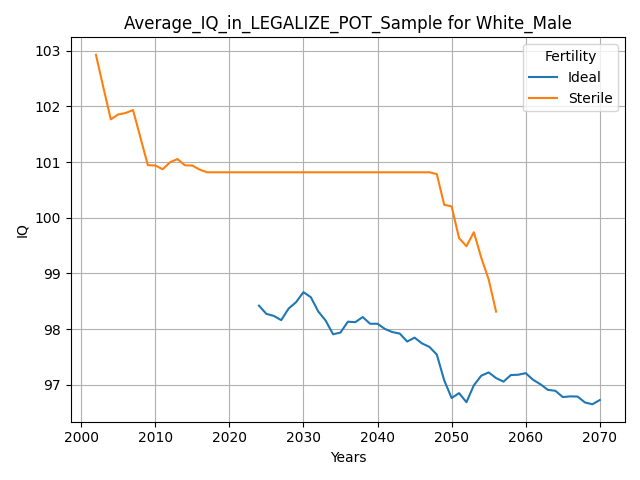 Average_IQ_in_LEGALIZE_POT_Sample for White_Male
Fertility
Ideal
Sterile
IQ
103
102
101
100
99
98
97
2000 2010 2020 2030 2040 2050 2060 2070
Years